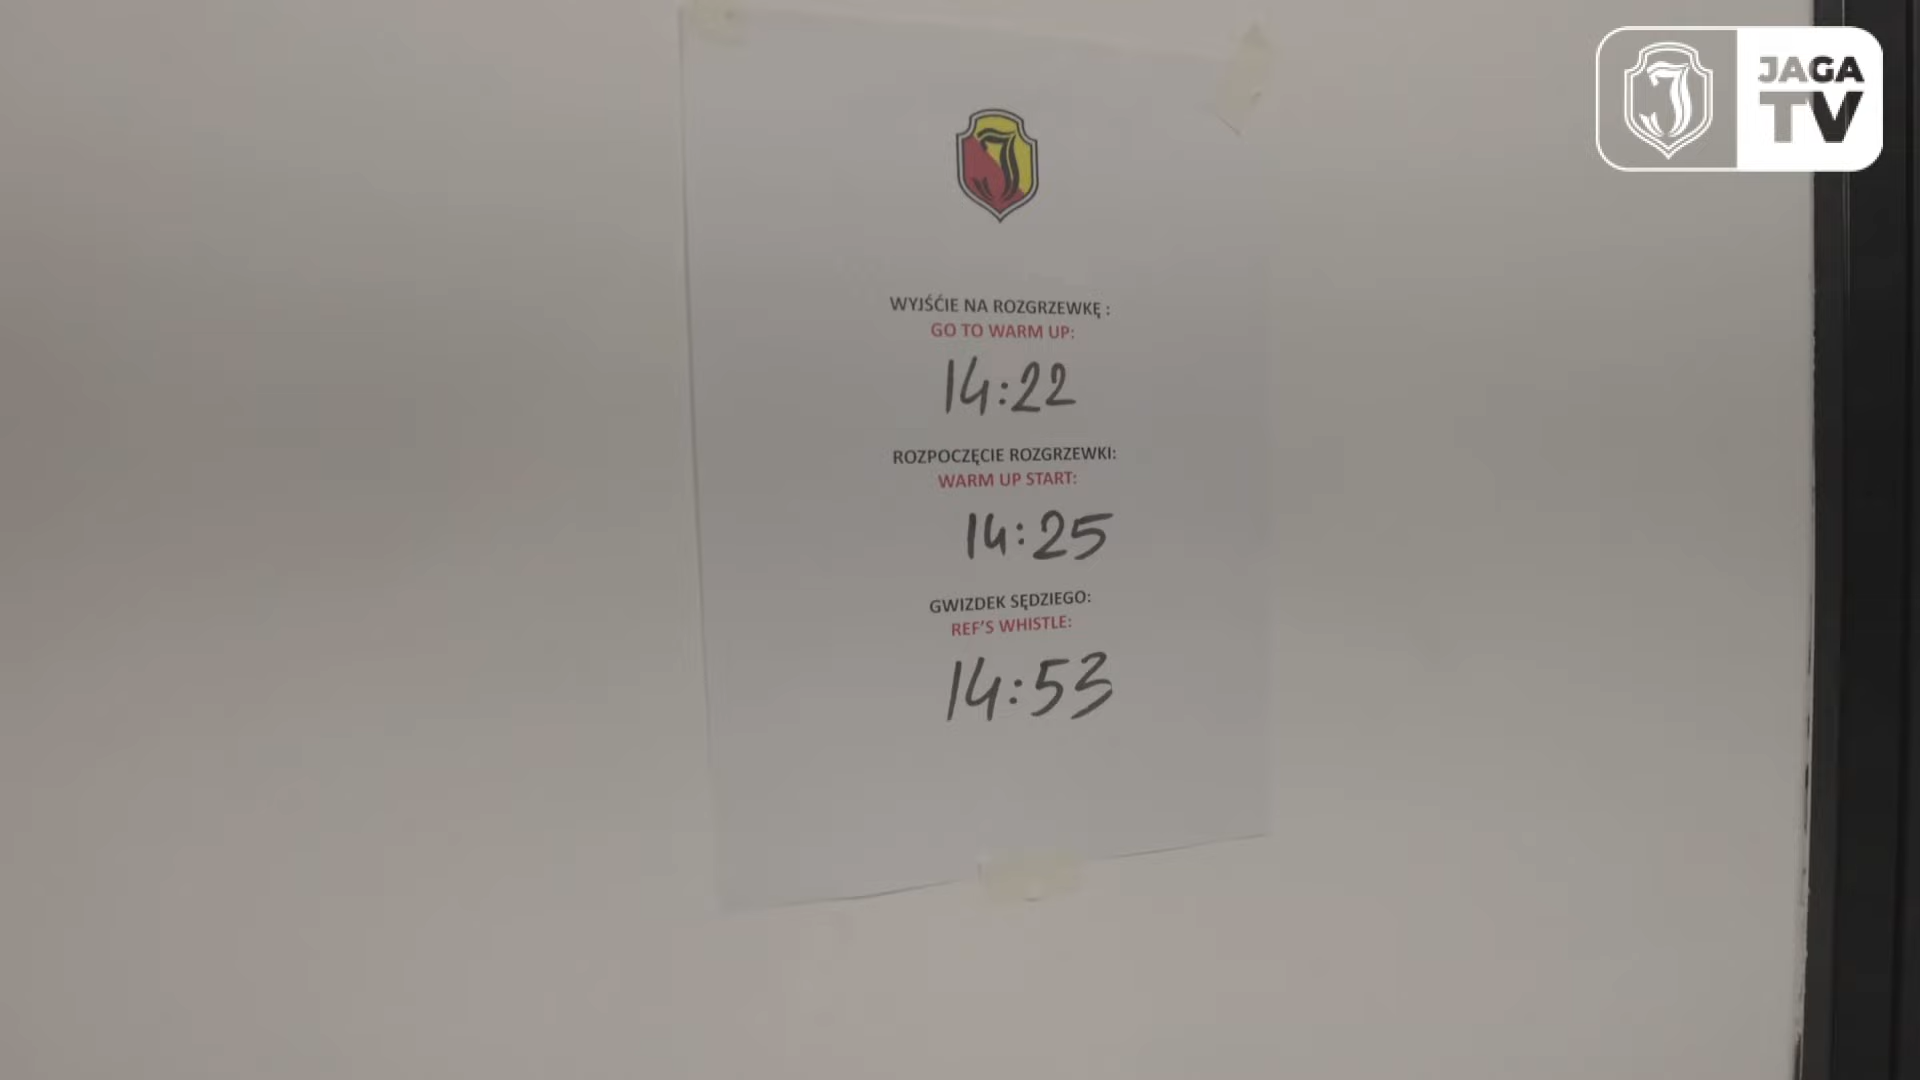 JAGA
TV
WYJŚĆIE NA ROZGRZEWKĘ :
GO TO WARM UP:
14:22
ROZPOCZĘCIE ROZGRZEWKI:
WARM UP START:
14:25
GWIZDEK SĘDZIEGO:
REF'S WHISTLE:
14:53